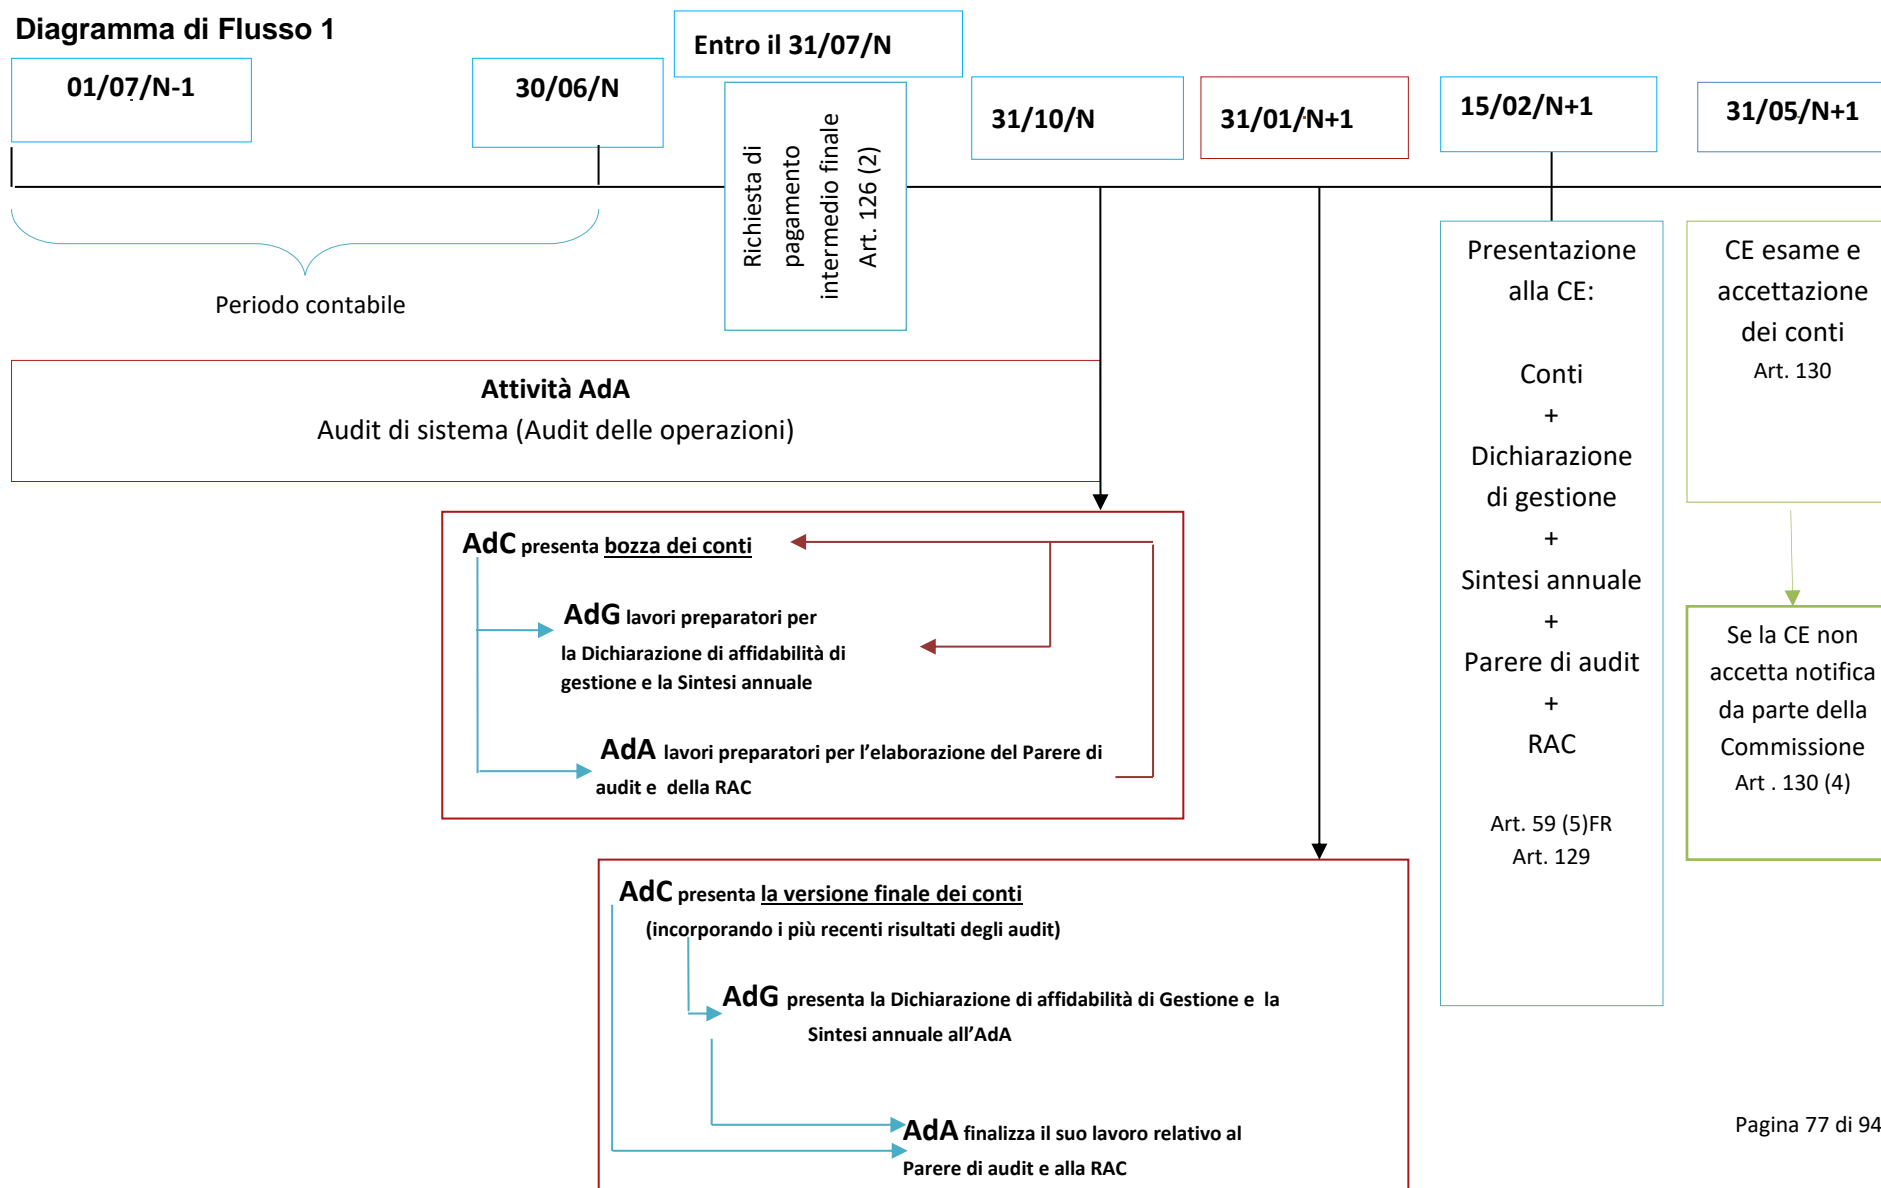 Diagramma di Flusso 1
01/07/N-1
30/06/N
Entro il 31/07/N
31/10/N
31/01/N+1
15/02/N+1
31/05/N+1
Richiesta di
pagamento
intermedio finale
Art. 126 (2)
Periodo contabile
Attività AdA
Audit di sistema (Audit delle operazioni)
AdC presenta bozza dei conti
AdG lavori preparatori per
la Dichiarazione di affidabilità di
gestione e la Sintesi annuale
AdA lavori preparatori per l’elaborazione del Parere di
audit e della RAC
AdC presenta la versione finale dei conti
(incorporando i più recenti risultati degli audit)
AdG presenta la Dichiarazione di affidabilità di Gestione e la
Sintesi annuale all’AdA
AdA finalizza il suo lavoro relativo al
Parere di audit e alla RAC
Presentazione
alla CE:
Conti
+
Dichiarazione
di gestione
+
Sintesi annuale
+
Parere di audit
+
RAC
Art. 59 (5)FR
Art. 129
CE esame e
accettazione
dei conti
Art. 130
Se la CE non
accetta notifica
da parte della
Commissione
Art . 130 (4)
Pagina 77 di 94